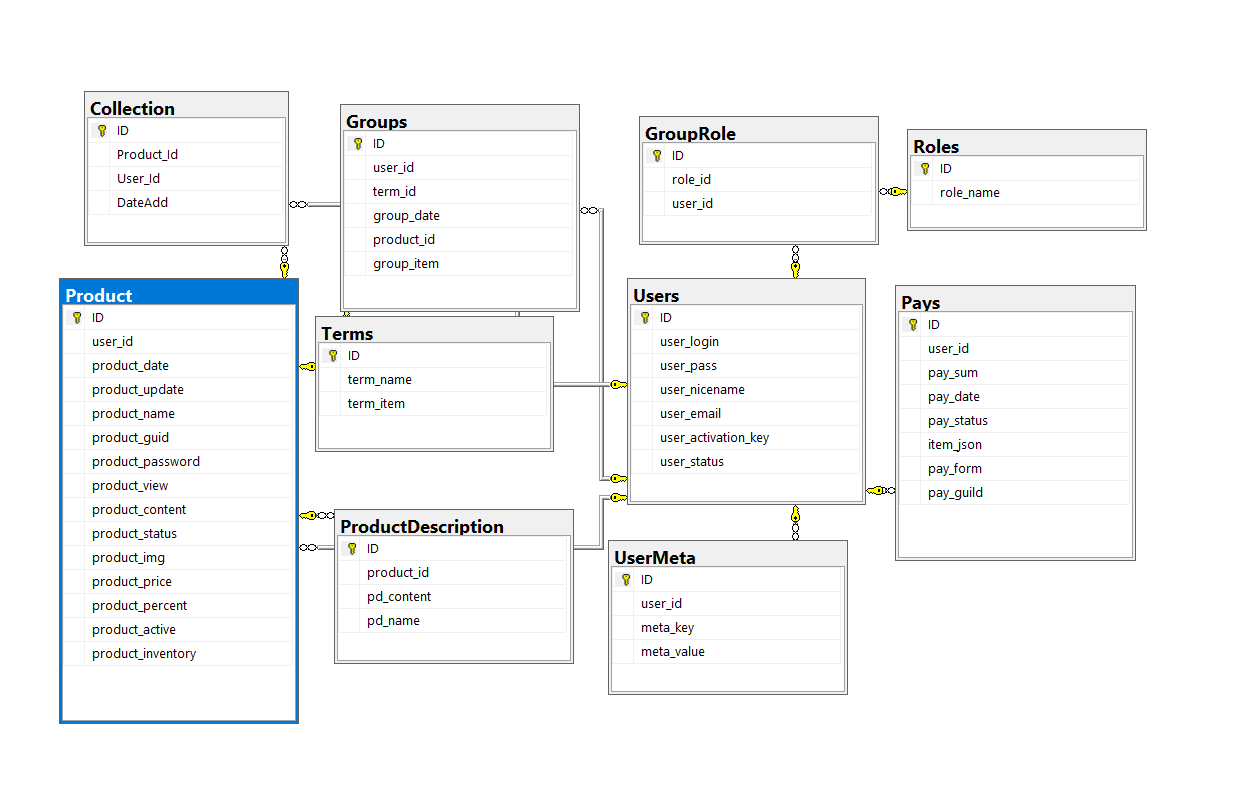 Collection
ID
Product_Id
User_Id
DateAdd
Groups
ID
user_id
term_id
group_date
product_id
group_item
GroupRole
ID
role_id
user_id
Roles
ID
role_name
Product
ID
user_id
product_date
product_update
product_name
product_guid
product_password
product_view
product_content
product_status
product_img
product_price
product_percent
product_active
product_inventory
Terms
ID
term_name
term_item
Users
ID
user_login
user_pass
user_nicename
user_email
user_activation_key
user_status
Pays
ID
user_id
pay_sum
pay_date
pay_status
item_json
pay_form
pay_guild
ProductDescription
ID
product_id
pd_content
pd_name
UserMeta
ID
user_id
meta_key
meta_value